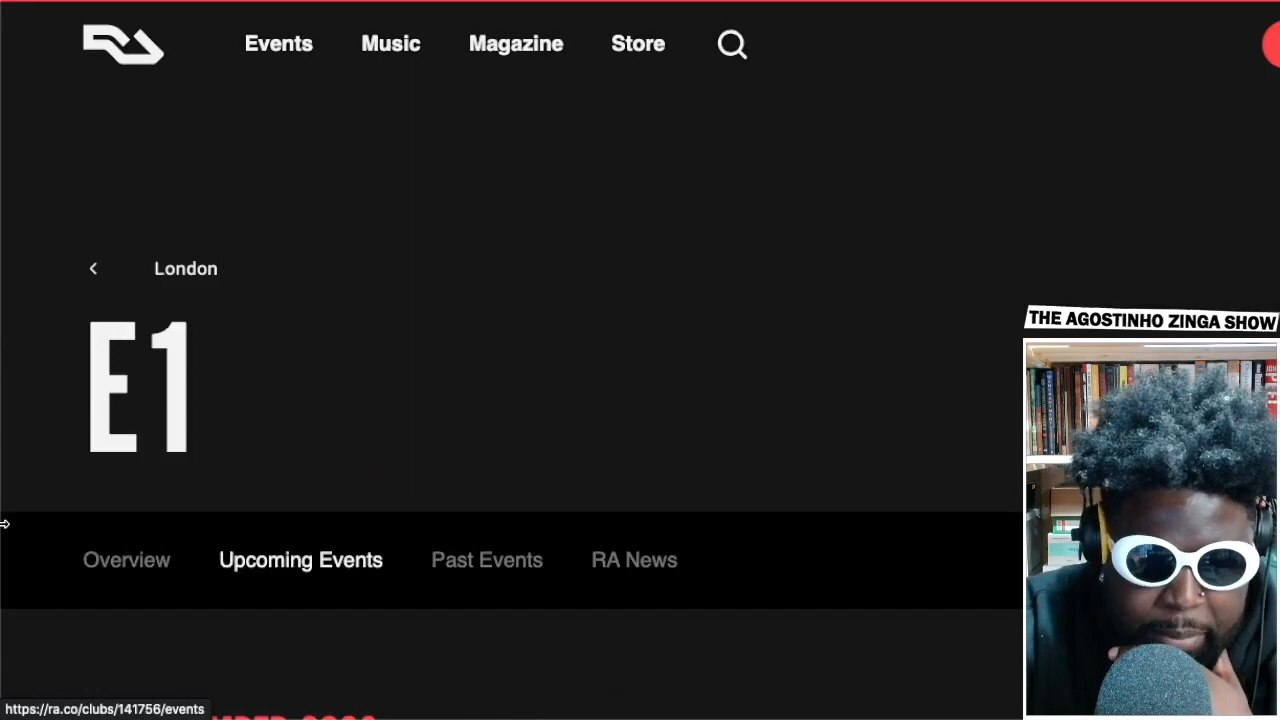 Events Music Magazine Store
London
E1
THE AGOSTINHO ZINGA SHOW
Overview Upcoming Events Past Events RA News
https://ra.co/clubs/141756/events